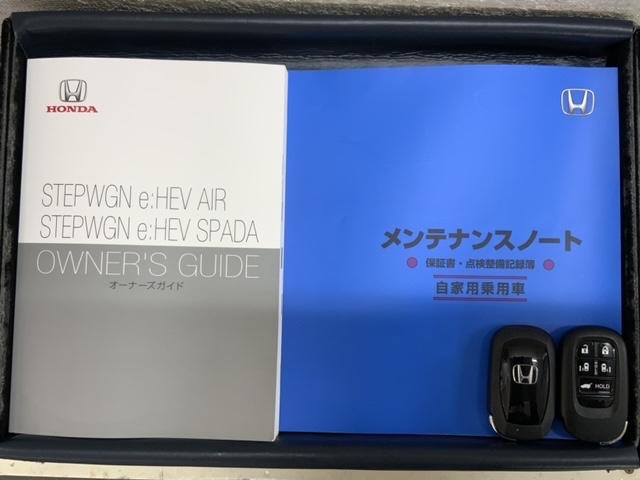 HONDA
STEPWGN e:HEV AIR
STEPWGN e:HEV SPADA
OWNER'S GUIDE
オーナーズガイド
メンテナンスノート
保証書・点検整備記録簿
自家用乗用車
HOLD